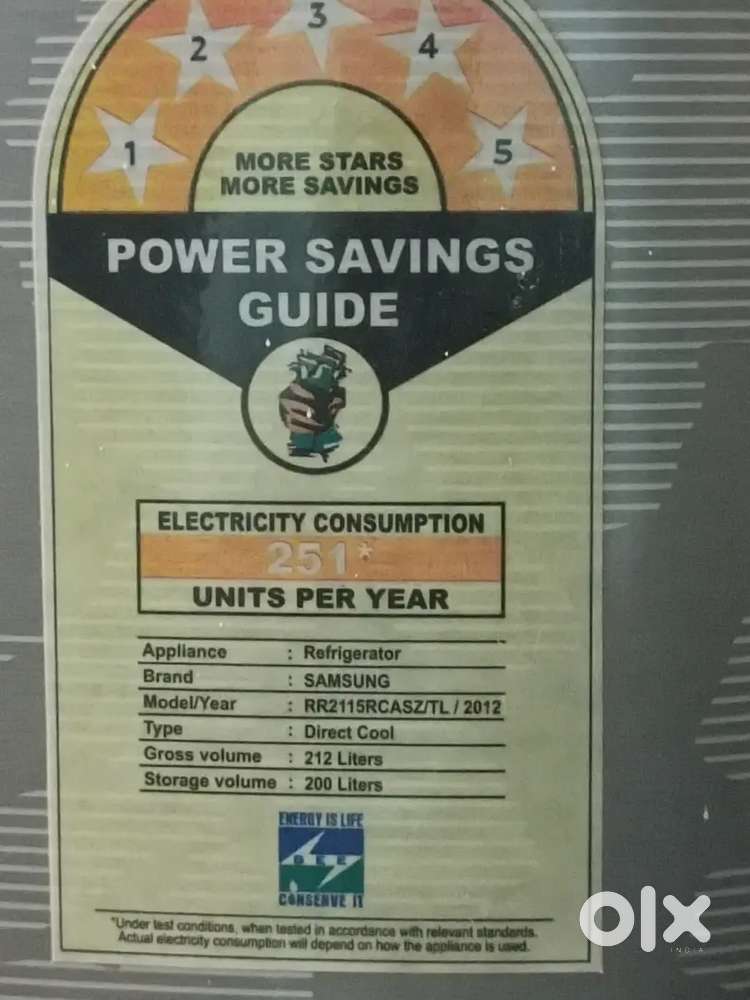 1 2 3 4 5
MORE STARS
MORE SAVINGS
POWER SAVINGS
GUIDE
ELECTRICITY CONSUMPTION
251*
UNITS PER YEAR
Appliance : Refrigerator
Brand : SAMSUNG
Model/Year : RR2115RCASZ/TL / 2012
Type : Direct Cool
Gross volume : 212 Liters
Storage volume : 200 Liters
ENERGY IS LIFE
BEE
CONSERVE IT
*Under test conditions, when tested in accordance with relevant standards.
Actual electricity consumption will depend on how the appliance is used.
olx
INDIA